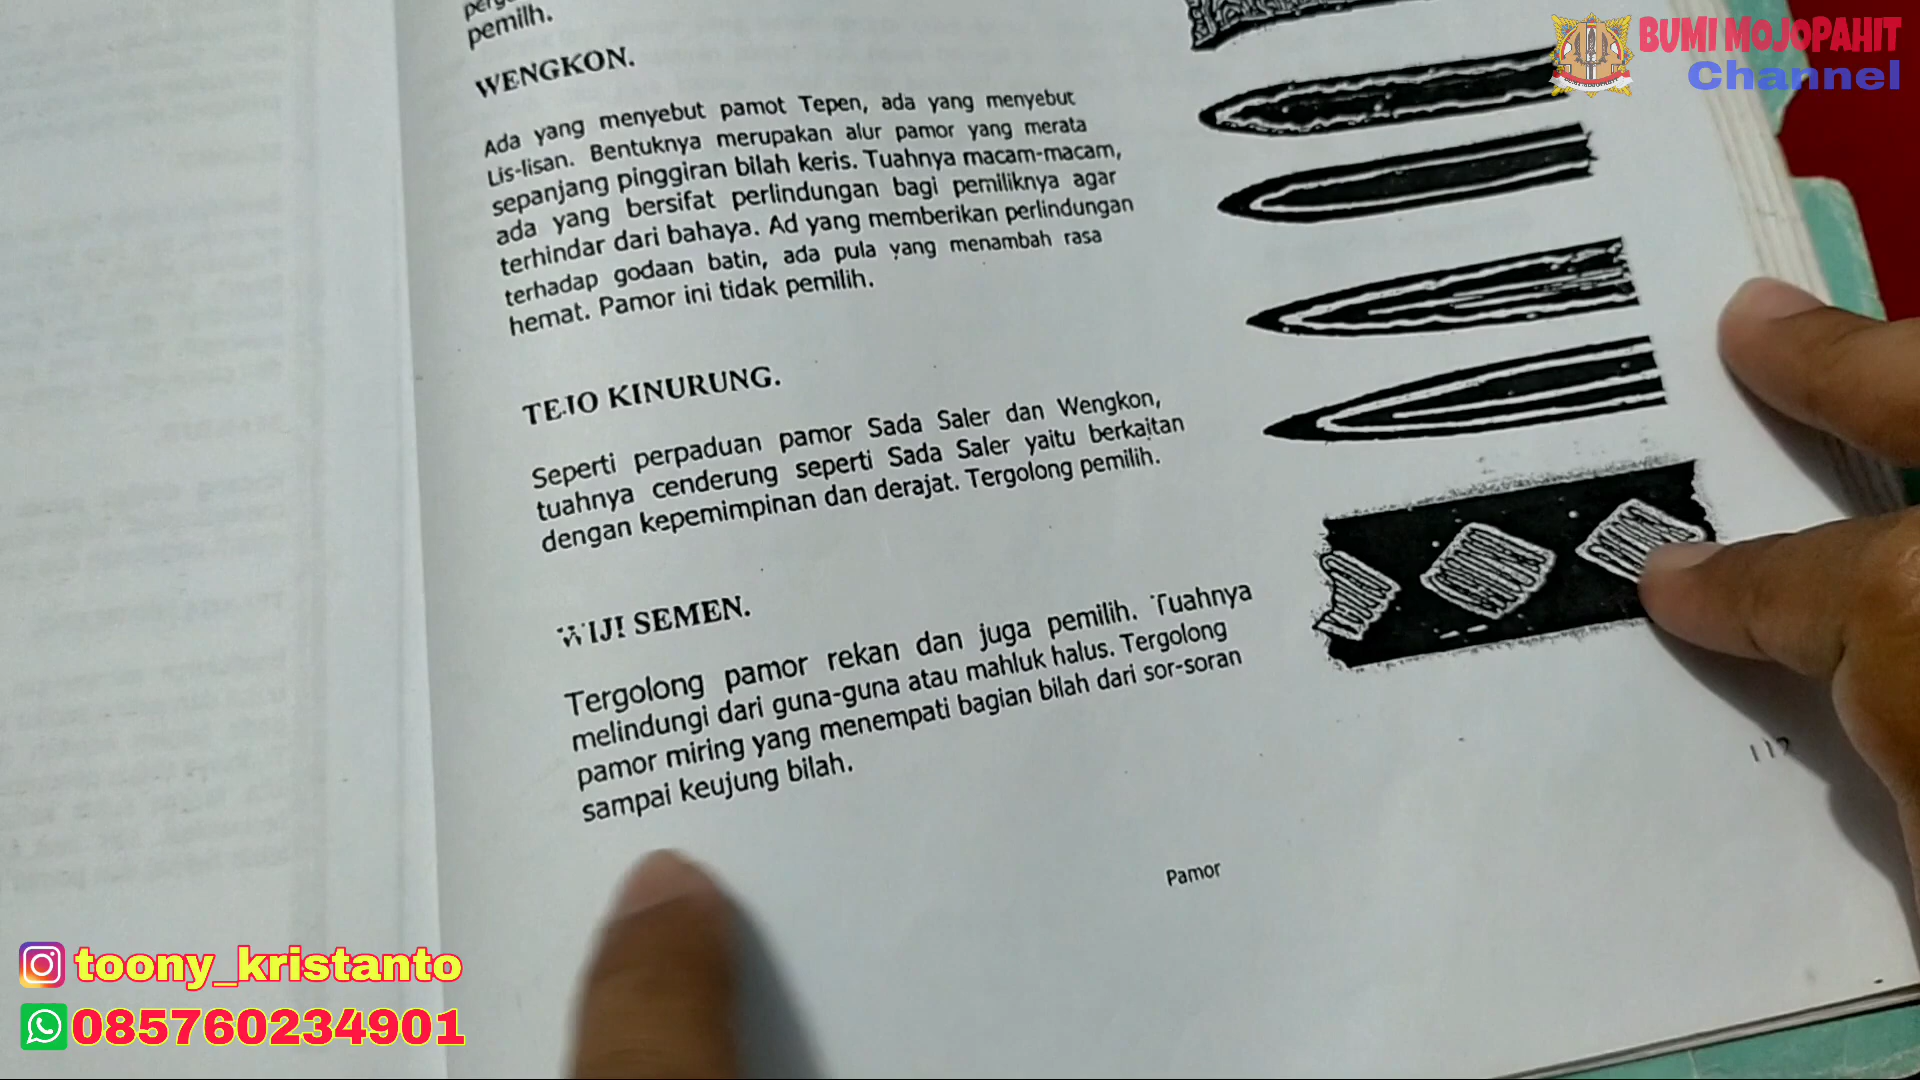 pemilh.
WENGKON.
Ada yang menyebut pamot Tepen, ada yang menyebut
Lis-lisan. Bentuknya merupakan alur pamor yang merata
sepanjang pinggiran bilah keris. Tuahnya macam-macam,
ada yang bersifat perlindungan bagi pemiliknya agar
terhindar dari bahaya. Ad yang memberikan perlindungan
terhadap godaan batin, ada pula yang menambah rasa
hemat. Pamor ini tidak pemilih.
TEJO KINURUNG.
Seperti perpaduan pamor Sada Saler dan Wengkon,
tuahnya cenderung seperti Sada Saler yaitu berkaitan
dengan kepemimpinan dan derajat. Tergolong pemilih.
WIJI SEMEN.
Tergolong pamor rekan dan juga pemilih. Tuahnya
melindungi dari guna-guna atau mahluk halus. Tergolong
pamor miring yang menempati bagian bilah dari sor-soran
sampai keujung bilah.
Pamor
BUMI MOJOPAHIT
Channel
toony_kristanto
085760234901